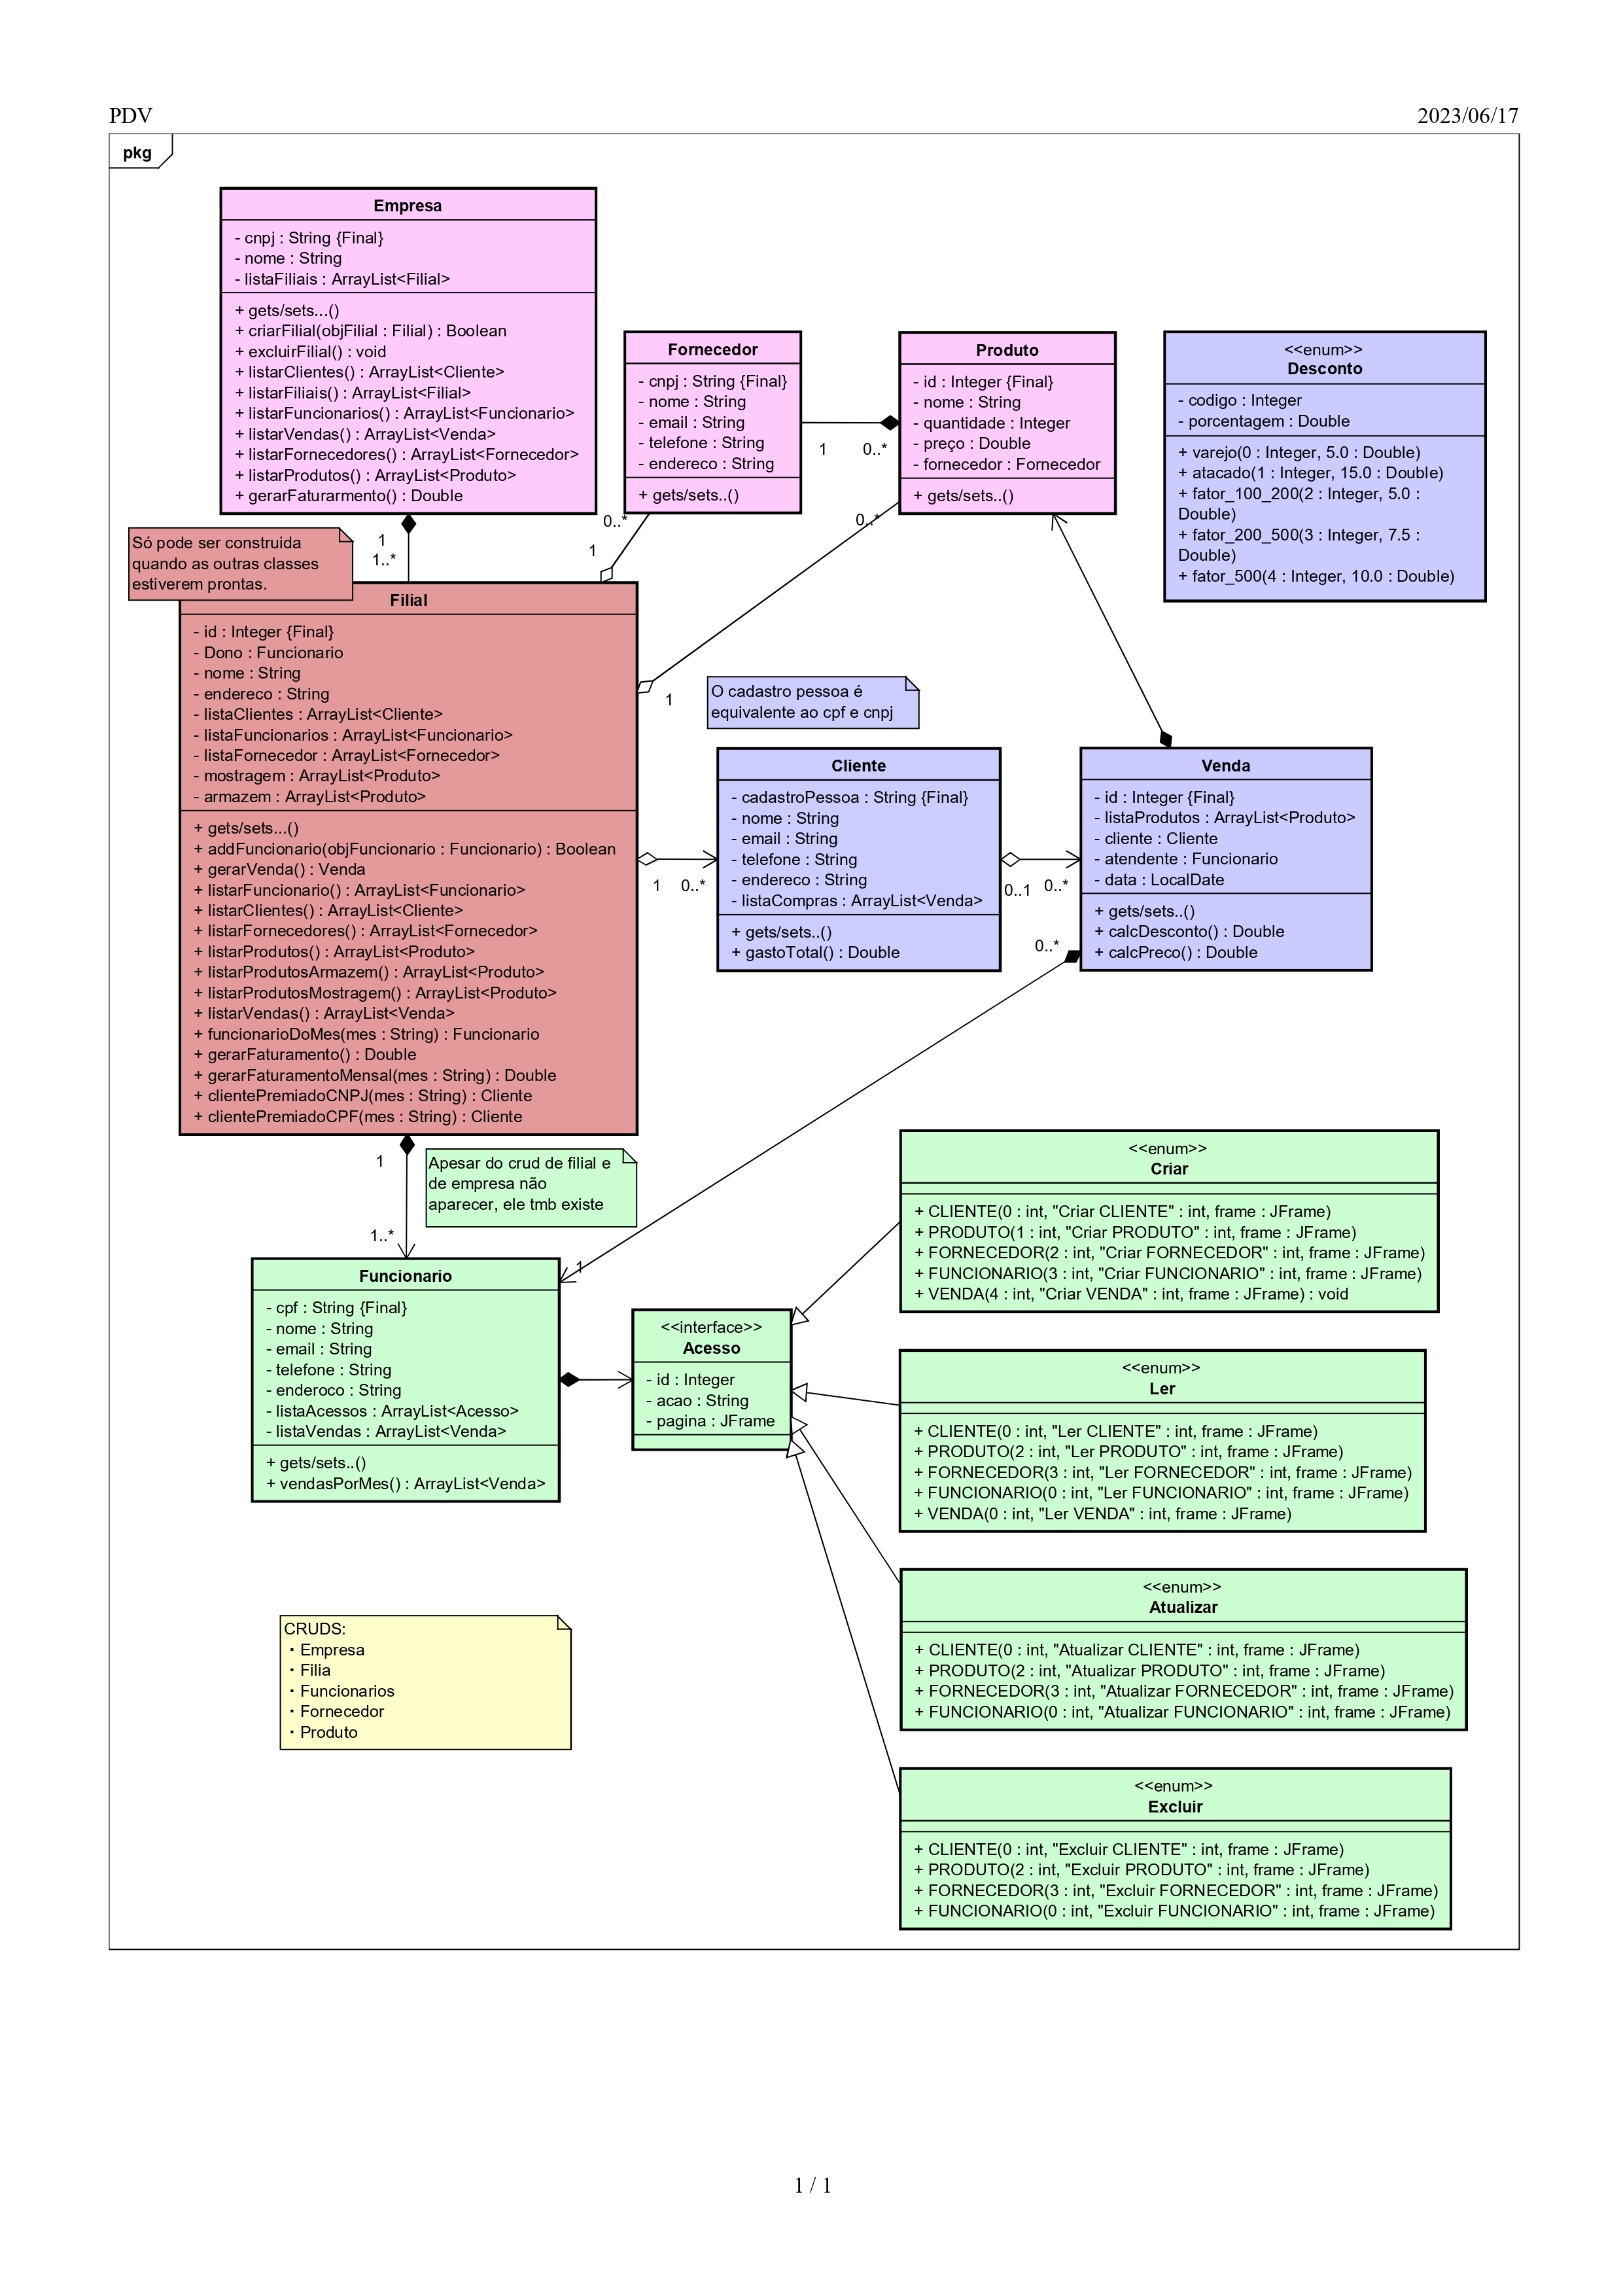 PDV
2023/06/17
pkg
Empresa
- cnpj : String {Final}
- nome : String
- listaFiliais : ArrayList<Filial>
+ gets/sets...()
+ criarFilial(objFilial : Filial) : Boolean
+ excluirFilial() : void
+ listarClientes() : ArrayList<Cliente>
+ listarFiliais() : ArrayList<Filial>
+ listarFuncionarios() : ArrayList<Funcionario>
+ listarVendas() : ArrayList<Venda>
+ listarFornecedores() : ArrayList<Fornecedor>
+ listarProdutos() : ArrayList<Produto>
+ gerarFaturarmento() : Double
Fornecedor
- cnpj : String {Final}
- nome : String
- email : String
- telefone : String
- endereco : String
+ gets/sets..()
1
0..*
Produto
- id : Integer {Final}
- nome : String
- quantidade : Integer
- preço : Double
- fornecedor : Fornecedor
+ gets/sets..()
<<enum>>
Desconto
- codigo : Integer
- porcentagem : Double
+ varejo(0 : Integer, 5.0 : Double)
+ atacado(1 : Integer, 15.0 : Double)
+ fator_100_200(2 : Integer, 5.0 :
Double)
+ fator_200_500(3 : Integer, 7.5 :
Double)
+ fator_500(4 : Integer, 10.0 : Double)
1
1..*
0..*
1
0..*
1
Só pode ser construida
quando as outras classes
estiverem prontas.
Filial
- id : Integer {Final}
- Dono : Funcionario
- nome : String
- endereco : String
- listaClientes : ArrayList<Cliente>
- listaFuncionarios : ArrayList<Funcionario>
- listaFornecedor : ArrayList<Fornecedor>
- mostragem : ArrayList<Produto>
- armazem : ArrayList<Produto>
+ gets/sets...()
+ addFuncionario(objFuncionario : Funcionario) : Boolean
+ gerarVenda() : Venda
+ listarFuncionario() : ArrayList<Funcionario>
+ listarClientes() : ArrayList<Cliente>
+ listarFornecedores() : ArrayList<Fornecedor>
+ listarProdutos() : ArrayList<Produto>
+ listarProdutosArmazem() : ArrayList<Produto>
+ listarProdutosMostragem() : ArrayList<Produto>
+ listarVendas() : ArrayList<Venda>
+ funcionarioDoMes(mes : String) : Funcionario
+ gerarFaturamento() : Double
+ gerarFaturamentoMensal(mes : String) : Double
+ clientePremiadoCNPJ(mes : String) : Cliente
+ clientePremiadoCPF(mes : String) : Cliente
O cadastro pessoa é
equivalente ao cpf e cnpj
1
0..*
Cliente
- cadastroPessoa : String {Final}
- nome : String
- email : String
- telefone : String
- endereco : String
- listaCompras : ArrayList<Venda>
+ gets/sets..()
+ gastoTotal() : Double
0..1
0..*
Venda
- id : Integer {Final}
- listaProdutos : ArrayList<Produto>
- cliente : Cliente
- atendente : Funcionario
- data : LocalDate
+ gets/sets..()
+ calcDesconto() : Double
+ calcPreco() : Double
0..*
1
1
1..*
Apesar do crud de filial e
de empresa não
aparecer, ele tmb existe
Funcionario
- cpf : String {Final}
- nome : String
- email : String
- telefone : String
- enderoco : String
- listaAcessos : ArrayList<Acesso>
- listaVendas : ArrayList<Venda>
+ gets/sets..()
+ vendasPorMes() : ArrayList<Venda>
<<interface>>
Acesso
- id : Integer
- acao : String
- pagina : JFrame
<<enum>>
Criar
+ CLIENTE(0 : int, "Criar CLIENTE" : int, frame : JFrame)
+ PRODUTO(1 : int, "Criar PRODUTO" : int, frame : JFrame)
+ FORNECEDOR(2 : int, "Criar FORNECEDOR" : int, frame : JFrame)
+ FUNCIONARIO(3 : int, "Criar FUNCIONARIO" : int, frame : JFrame)
+ VENDA(4 : int, "Criar VENDA" : int, frame : JFrame) : void
<<enum>>
Ler
+ CLIENTE(0 : int, "Ler CLIENTE" : int, frame : JFrame)
+ PRODUTO(2 : int, "Ler PRODUTO" : int, frame : JFrame)
+ FORNECEDOR(3 : int, "Ler FORNECEDOR" : int, frame : JFrame)
+ FUNCIONARIO(0 : int, "Ler FUNCIONARIO" : int, frame : JFrame)
+ VENDA(0 : int, "Ler VENDA" : int, frame : JFrame)
<<enum>>
Atualizar
+ CLIENTE(0 : int, "Atualizar CLIENTE" : int, frame : JFrame)
+ PRODUTO(2 : int, "Atualizar PRODUTO" : int, frame : JFrame)
+ FORNECEDOR(3 : int, "Atualizar FORNECEDOR" : int, frame : JFrame)
+ FUNCIONARIO(0 : int, "Atualizar FUNCIONARIO" : int, frame : JFrame)
<<enum>>
Excluir
+ CLIENTE(0 : int, "Excluir CLIENTE" : int, frame : JFrame)
+ PRODUTO(2 : int, "Excluir PRODUTO" : int, frame : JFrame)
+ FORNECEDOR(3 : int, "Excluir FORNECEDOR" : int, frame : JFrame)
+ FUNCIONARIO(0 : int, "Excluir FUNCIONARIO" : int, frame : JFrame)
CRUDS:
・Empresa
・Filia
・Funcionarios
・Fornecedor
・Produto
1 / 1